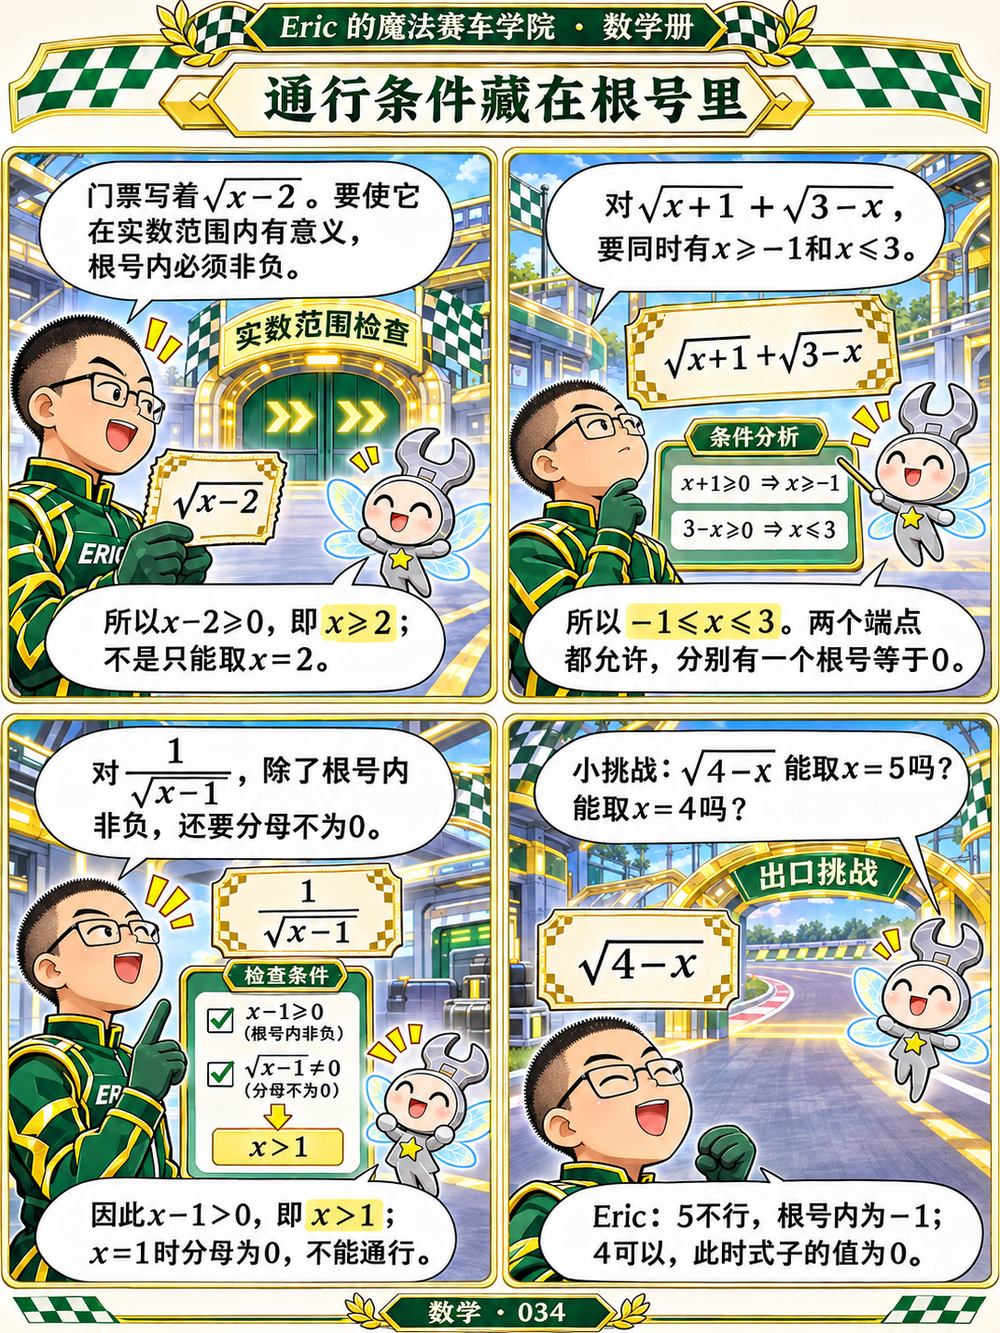 Eric 的魔法赛车学院 · 数学册
通行条件藏在根号里
门票写着√(x−2)。要使它
在实数范围内有意义，
根号内必须非负。
实数范围检查
√(x−2)
ERIC
所以x−2⩾0，即x⩾2；
不是只能取x=2。
对√(x+1)+√(3−x)，
要同时有x⩾−1和x⩽3。
√(x+1)+√(3−x)
条件分析
x+1⩾0 ⇒ x⩾−1
3−x⩾0 ⇒ x⩽3
所以 −1⩽x⩽3。两个端点
都允许，分别有一个根号等于0。
对 1/√(x−1)，除了根号内
非负，还要分母不为0。
1/√(x−1)
检查条件
x−1⩾0
(根号内非负)
√(x−1)≠0
(分母不为0)
x>1
ER
因此x−1>0，即 x>1；
x=1时分母为0，不能通行。
小挑战：√(4−x) 能取x=5吗？
能取x=4吗？
出口挑战
√(4−x)
Eric：5不行，根号内为−1；
4可以，此时式子的值为0。
数学 · 034